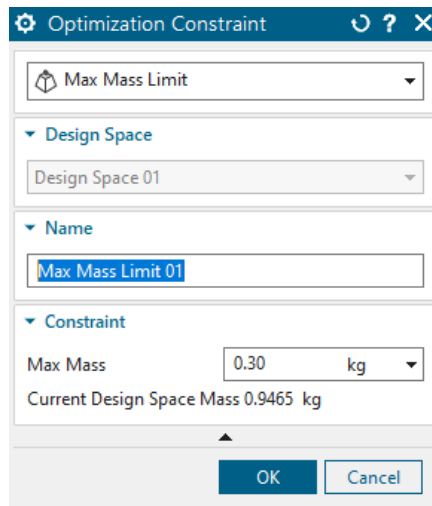 Optimization Constraint ?
Max Mass Limit
Design Space
Design Space 01
Name
Max Mass Limit 01
Constraint
Max Mass 0.30 kg
Current Design Space Mass 0.9465 kg
OK Cancel